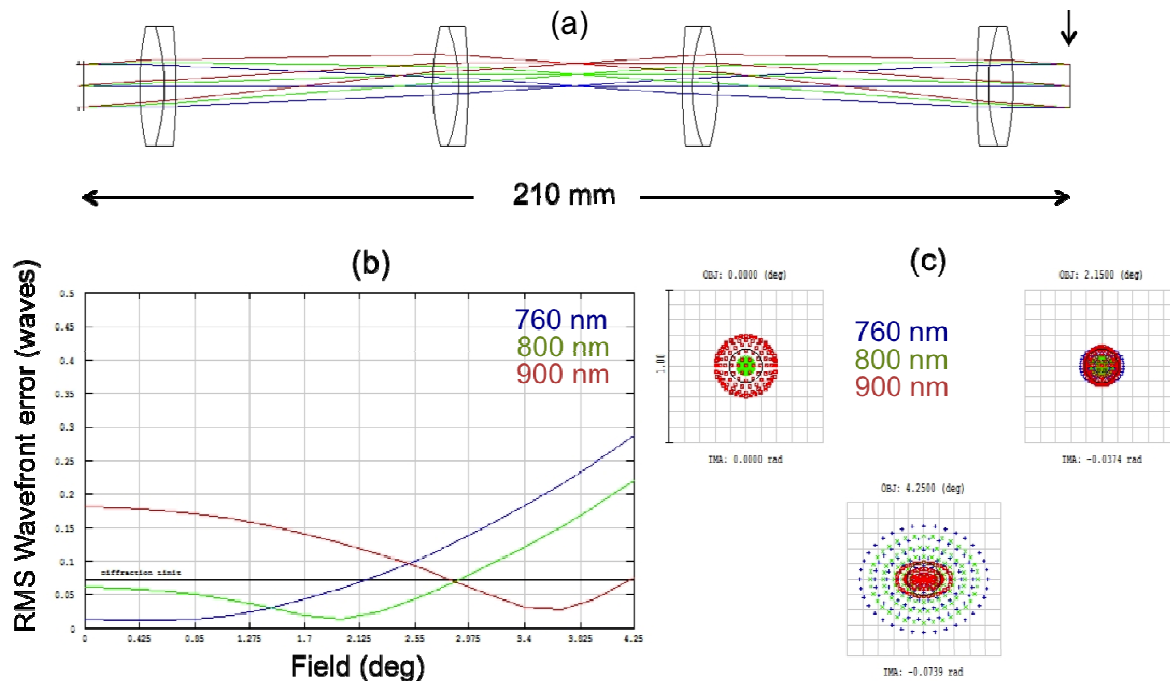 (a)
210 mm
(b)
RMS Wavefront error (waves)
0.5
0.45
0.4
0.35
0.3
0.25
0.2
0.15
0.1
0.05
0
760 nm
800 nm
900 nm
diffraction limit
0
0.425
0.85
1.275
1.7
2.125
2.55
2.975
3.4
3.825
4.25
Field (deg)
(c)
OBJ: 0.0000 (deg)
IMA: 0.0000 rad
760 nm
800 nm
900 nm
OBJ: 2.1500 (deg)
IMA: -0.0374 rad
OBJ: 4.2500 (deg)
IMA: -0.0739 rad